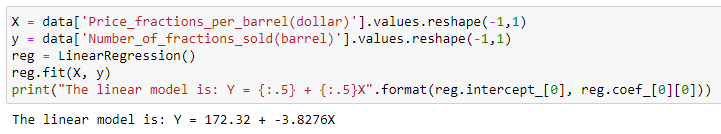 X = data['Price_fractions_per_barrel(dollar)'].values.reshape(-1,1)
y = data['Number_of_fractions_sold(barrel)'].values.reshape(-1,1)
reg = LinearRegression()
reg.fit(X, y)
print("The linear model is: Y = {:.5} + {:.5}X".format(reg.intercept_[0], reg.coef_[0][0]))
The linear model is: Y = 172.32 + -3.8276X